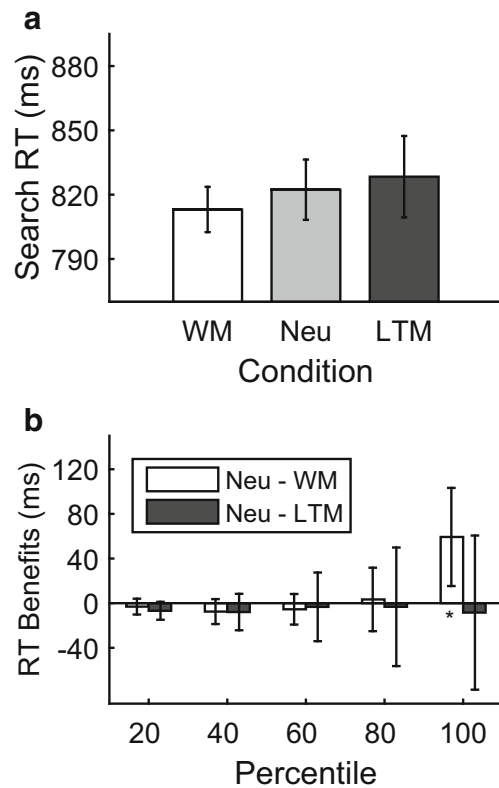 a
Search RT (ms)
880
850
820
790
WM
Neu
LTM
Condition
b
RT Benefits (ms)
120
80
40
0
-40
Neu - WM
Neu - LTM
*
20
40
60
80
100
Percentile